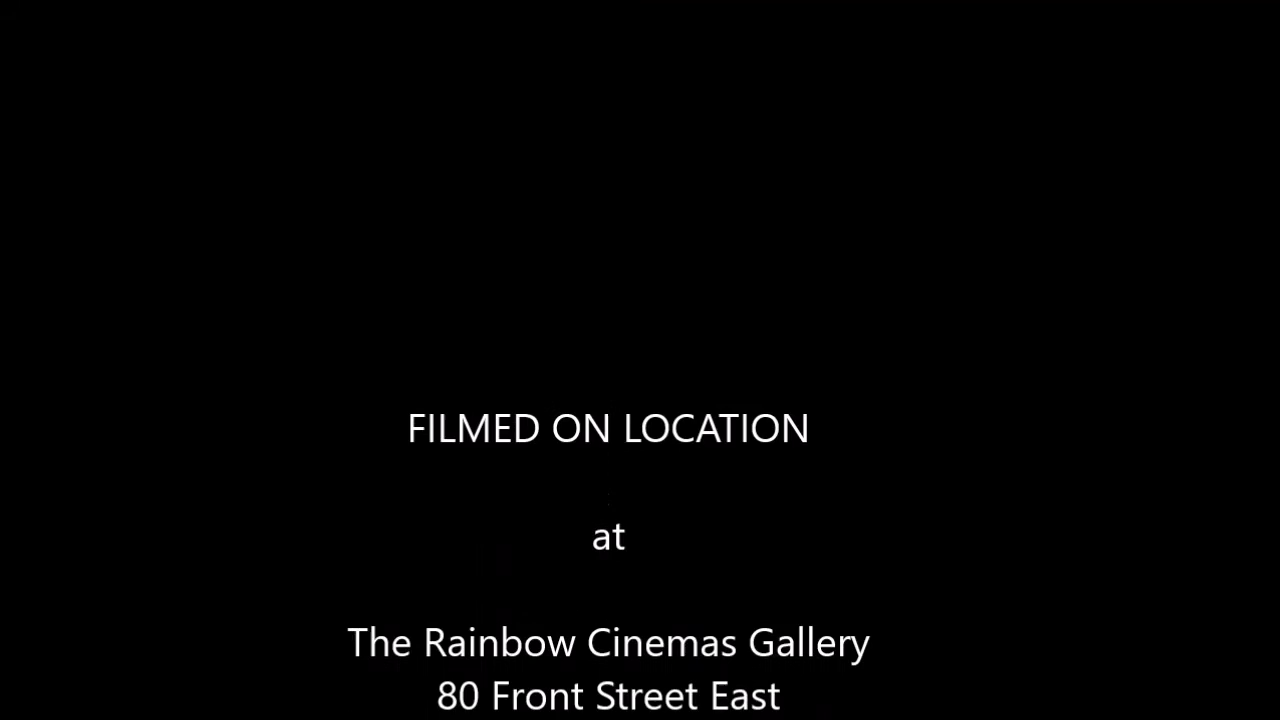 FILMED ON LOCATION
at
The Rainbow Cinemas Gallery
80 Front Street East